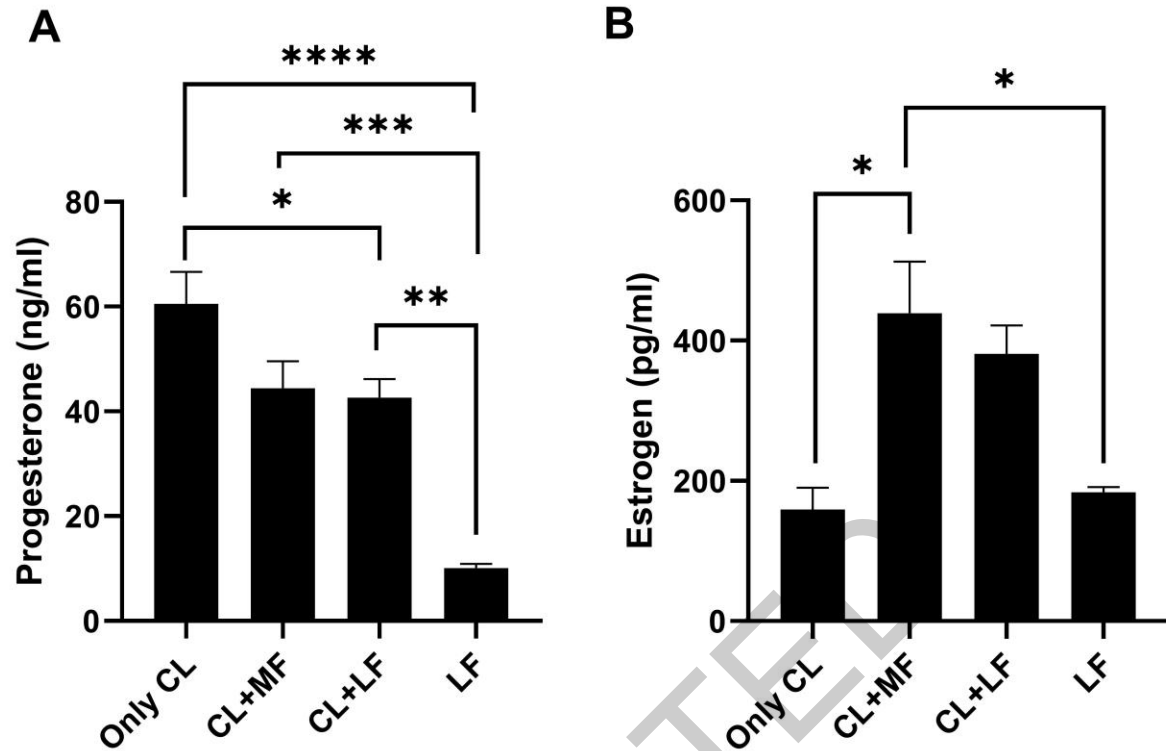 A
****
***
*
**
80
60
40
20
0
Progesterone (ng/ml)
Only CL
CL+MF
CL+LF
LF
B
*
*
600
400
200
0
Estrogen (pg/ml)
Only CL
CL+MF
CL+LF
LF
TED